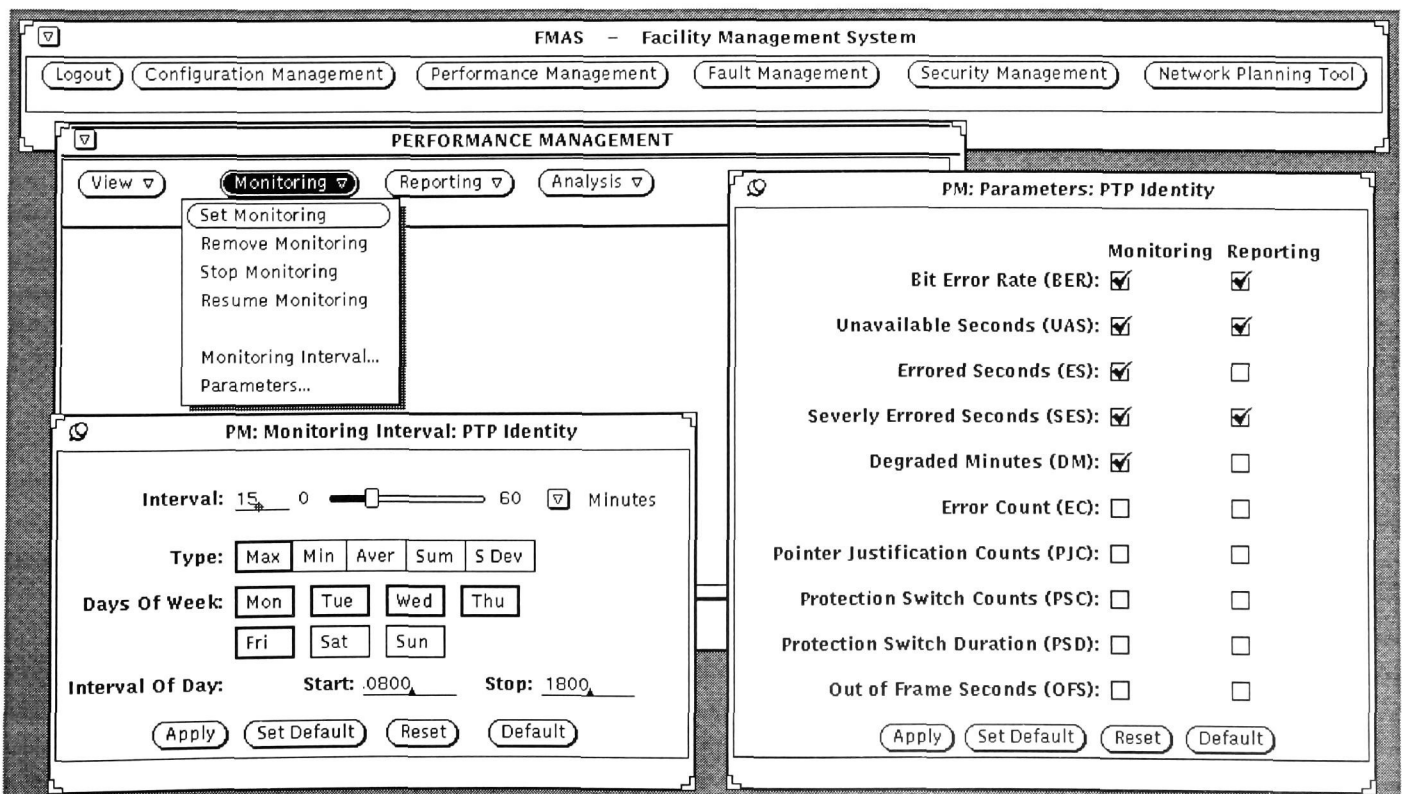 FMAS – Facility Management System
Logout Configuration Management Performance Management Fault Management Security Management Network Planning Tool
PERFORMANCE MANAGEMENT
View Monitoring Reporting Analysis
Set Monitoring
Remove Monitoring
Stop Monitoring
Resume Monitoring
Monitoring Interval...
Parameters...
PM: Monitoring Interval: PTP Identity
Interval: 15 0 60 Minutes
Type: Max Min Aver Sum S Dev
Days Of Week: Mon Tue Wed Thu
Fri Sat Sun
Interval Of Day: Start: 0800 Stop: 1800
Apply Set Default Reset Default
PM: Parameters: PTP Identity
Monitoring Reporting
Bit Error Rate (BER):
Unavailable Seconds (UAS):
Errored Seconds (ES):
Severly Errored Seconds (SES):
Degraded Minutes (DM):
Error Count (EC):
Pointer Justification Counts (PJC):
Protection Switch Counts (PSC):
Protection Switch Duration (PSD):
Out of Frame Seconds (OFS):
Apply Set Default Reset Default